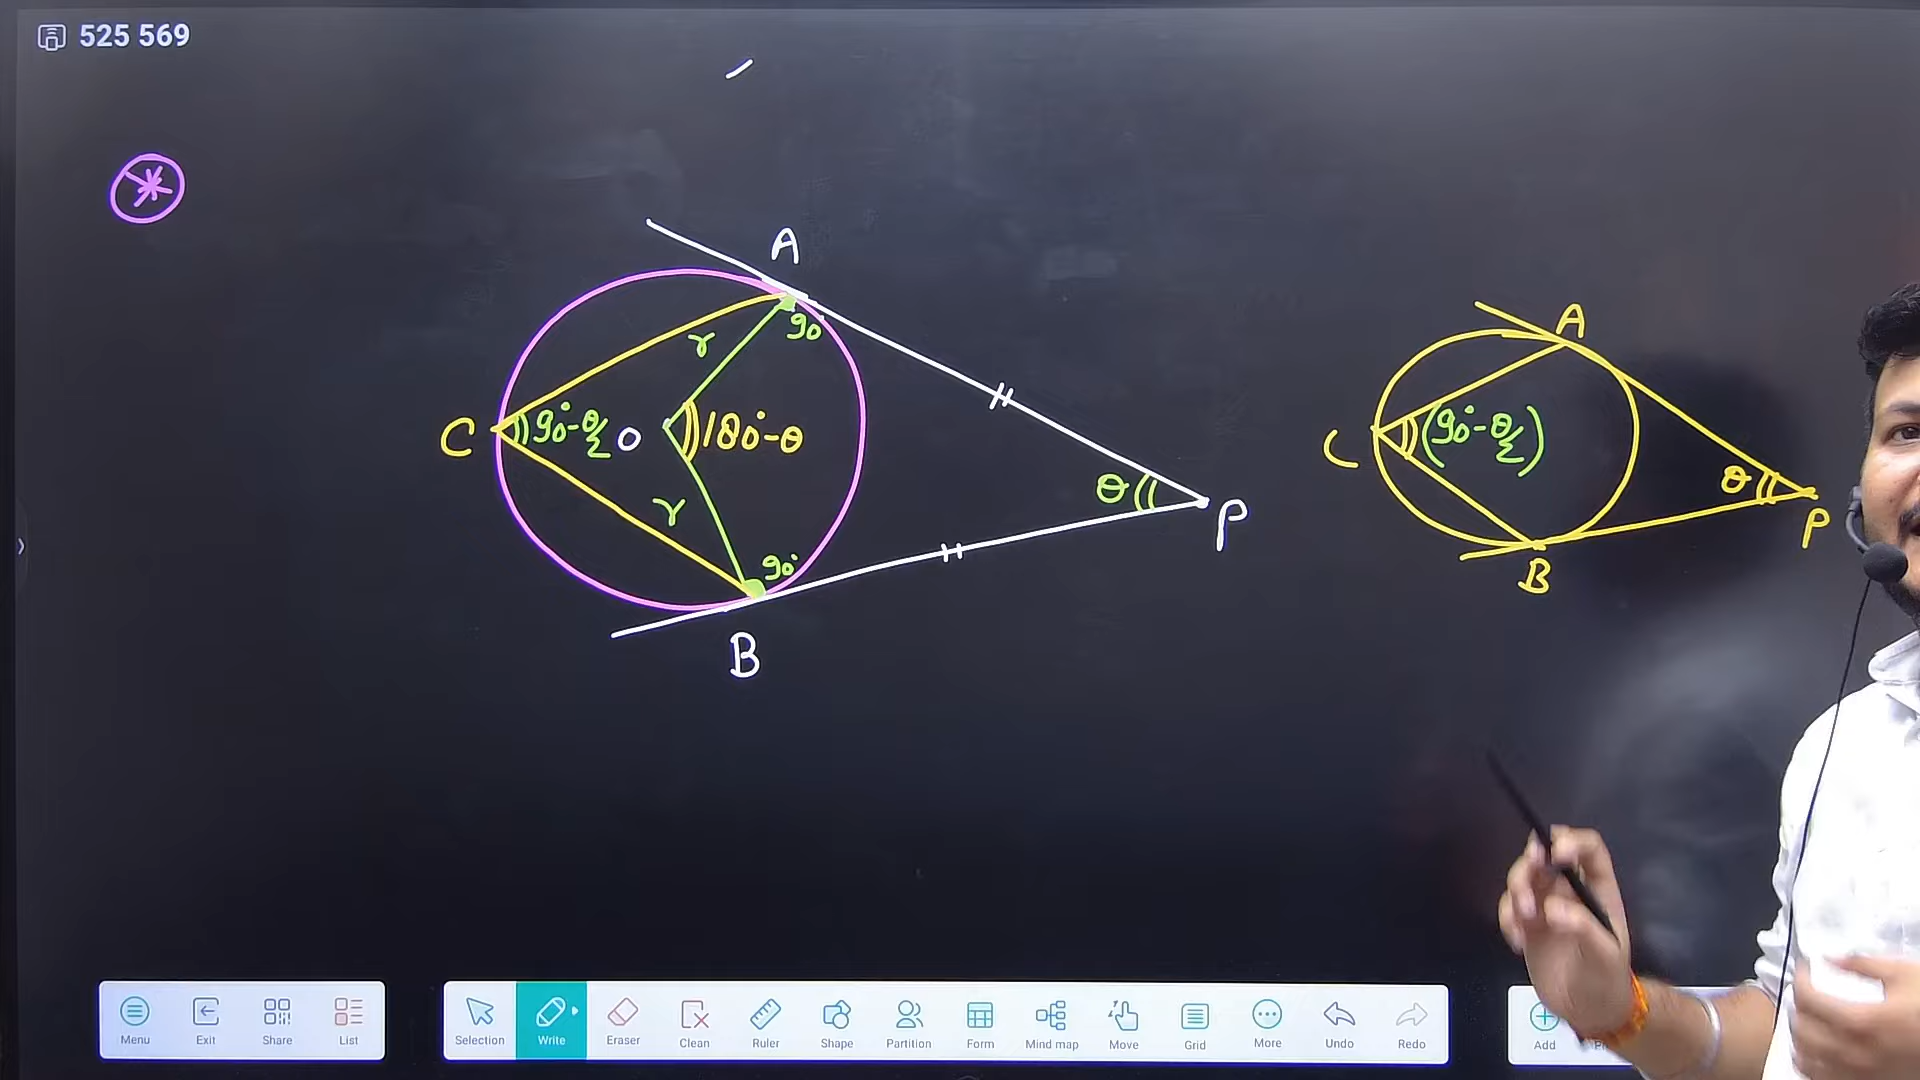 525 569
A
90
r
C
90°-θ/2
O
180°-θ
θ
P
r
90°
B
A
C
(90°-θ/2)
θ
P
B
Menu
Exit
Share
List
Selection
Write
Eraser
Clean
Ruler
Shape
Partition
Form
Mind map
Move
Grid
More
Undo
Redo
Add